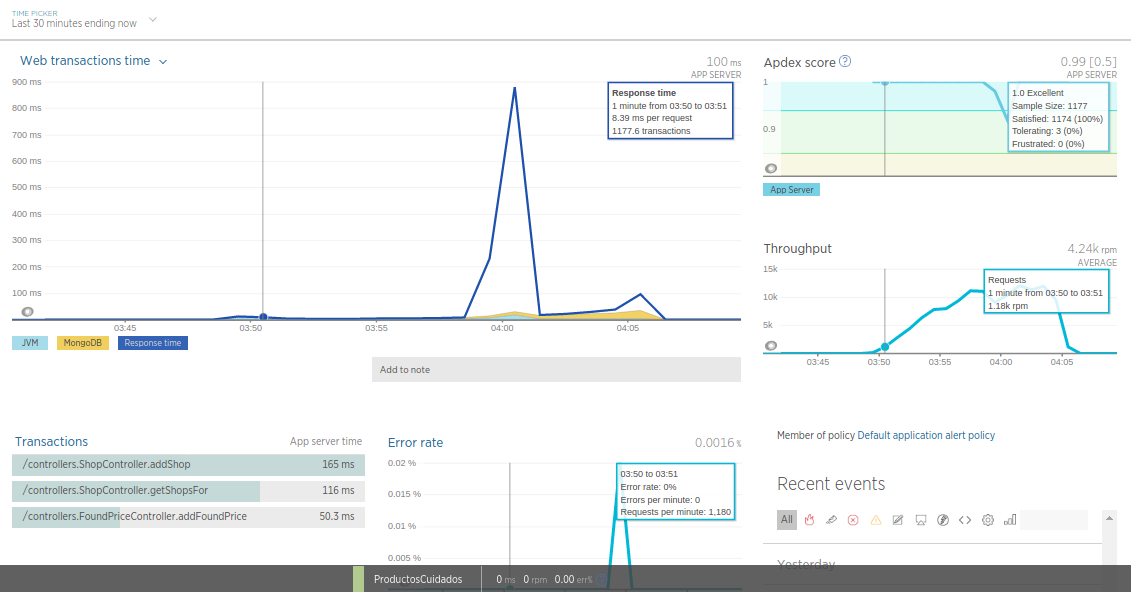 TIME PICKER
Last 30 minutes ending now
Web transactions time
100 ms
APP SERVER
900 ms
800 ms
700 ms
600 ms
500 ms
400 ms
300 ms
200 ms
100 ms
Response time
1 minute from 03:50 to 03:51
8.39 ms per request
1177.6 transactions
03:45
03:50
03:55
04:00
04:05
JVM
MongoDB
Response time
Add to note
Apdex score ?
0.99 [0.5]
APP SERVER
1
0.9
1.0 Excellent
Sample Size: 1177
Satisfied: 1174 (100%)
Tolerating: 3 (0%)
Frustrated: 0 (0%)
App Server
Throughput
4.24k rpm
AVERAGE
15k
10k
5k
Requests
1 minute from 03:50 to 03:51
1.18k rpm
03:45
03:50
03:55
04:00
04:05
Transactions
App server time
/controllers.ShopController.addShop 165 ms
/controllers.ShopController.getShopsFor 116 ms
/controllers.FoundPriceController.addFoundPrice 50.3 ms
Error rate
0.0016 %
0.02 %
0.015 %
0.01 %
0.005 %
03:50 to 03:51
Error rate: 0%
Errors per minute: 0
Requests per minute: 1,180
Member of policy Default application alert policy
Recent events
All
Yesterday
ProductosCuidados
0 ms 0 rpm 0.00 err%